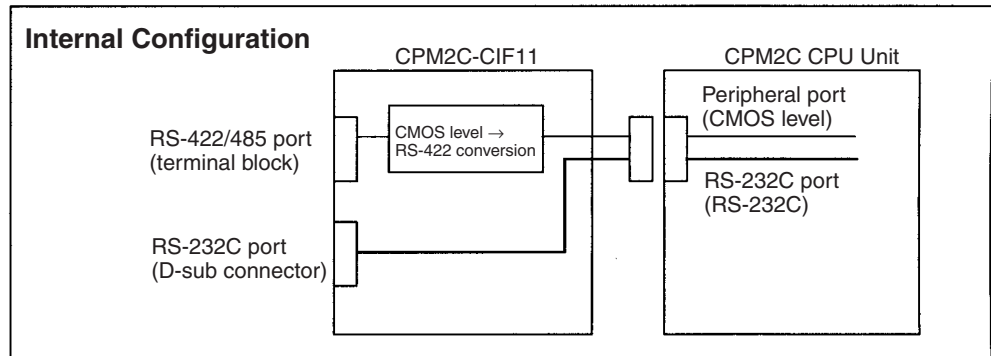 Internal Configuration
CPM2C-CIF11
CPM2C CPU Unit
RS-422/485 port
(terminal block)
CMOS level →
RS-422 conversion
Peripheral port
(CMOS level)
RS-232C port
(RS-232C)
RS-232C port
(D-sub connector)